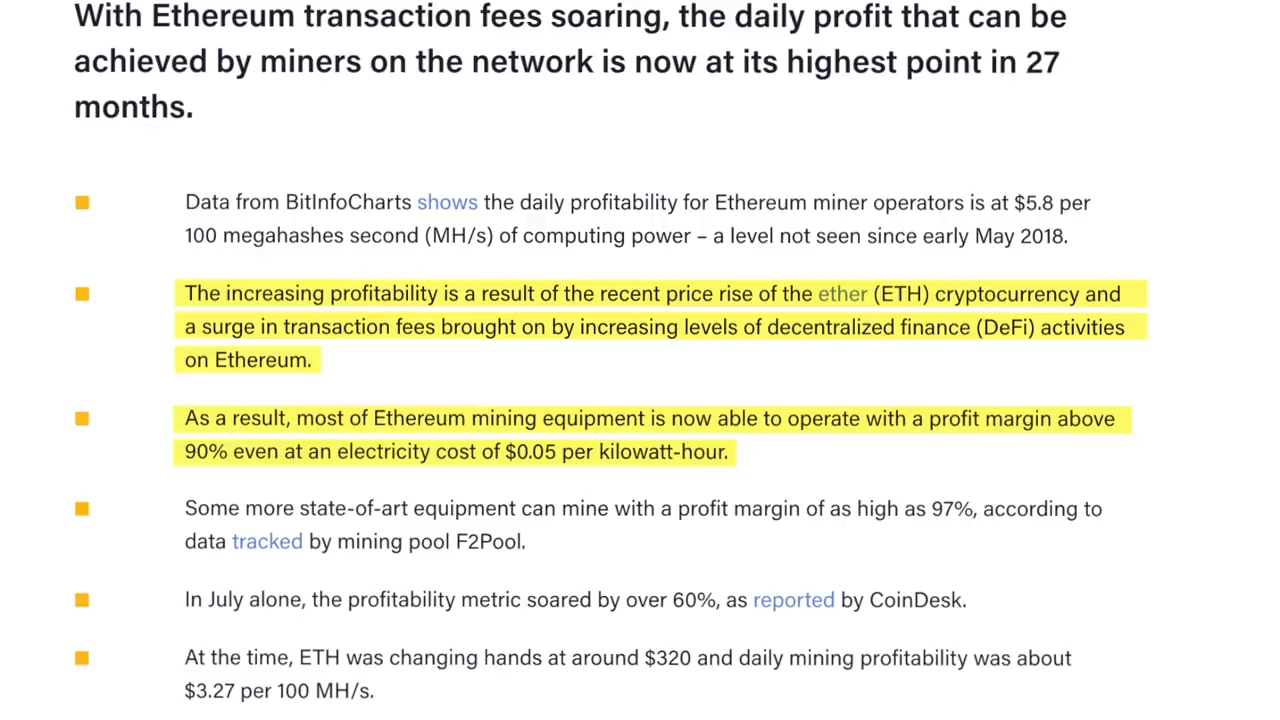 With Ethereum transaction fees soaring, the daily profit that can be
achieved by miners on the network is now at its highest point in 27
months.
Data from BitInfoCharts shows the daily profitability for Ethereum miner operators is at $5.8 per
100 megahashes second (MH/s) of computing power – a level not seen since early May 2018.
The increasing profitability is a result of the recent price rise of the ether (ETH) cryptocurrency and
a surge in transaction fees brought on by increasing levels of decentralized finance (DeFi) activities
on Ethereum.
As a result, most of Ethereum mining equipment is now able to operate with a profit margin above
90% even at an electricity cost of $0.05 per kilowatt-hour.
Some more state-of-art equipment can mine with a profit margin of as high as 97%, according to
data tracked by mining pool F2Pool.
In July alone, the profitability metric soared by over 60%, as reported by CoinDesk.
At the time, ETH was changing hands at around $320 and daily mining profitability was about
$3.27 per 100 MH/s.